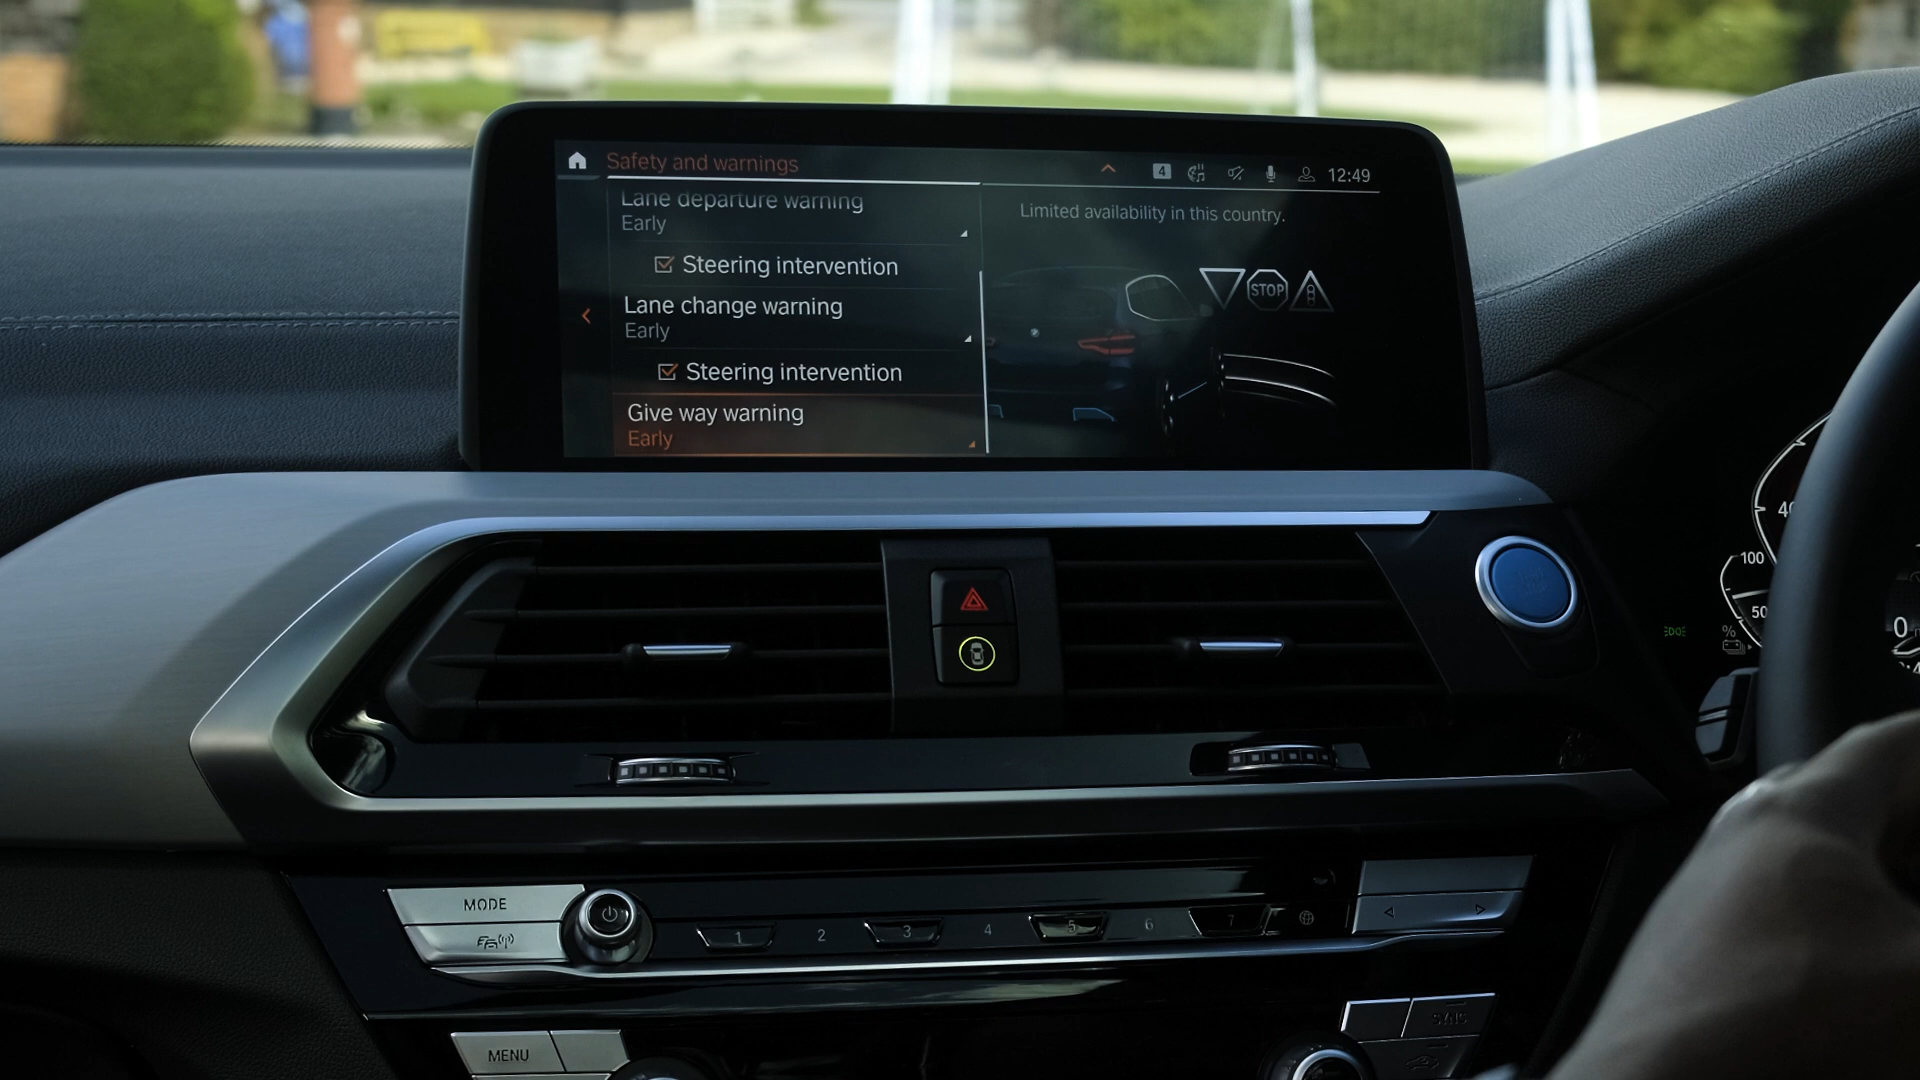 Safety and warnings
4
12:49
Lane departure warning
Early
Steering intervention
Lane change warning
Early
Steering intervention
Give way warning
Early
Limited availability in this country.
STOP
100
50
%
0
MODE
1
2
3
4
5
6
7
MENU
SYNC